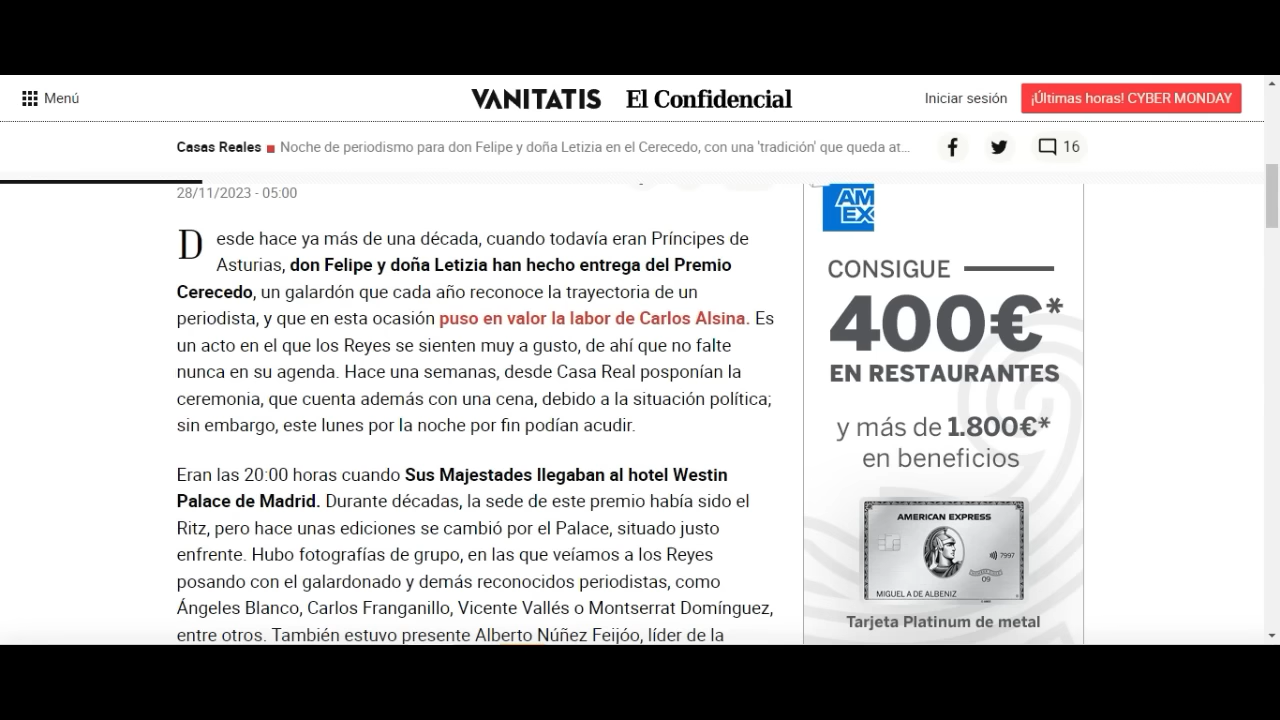 Menú
VANITATIS El Confidencial
Iniciar sesión
¡Últimas horas! CYBER MONDAY
Casas Reales Noche de periodismo para don Felipe y doña Letizia en el Cerecedo, con una 'tradición' que queda at...
16
28/11/2023 - 05:00
Desde hace ya más de una década, cuando todavía eran Príncipes de
Asturias, don Felipe y doña Letizia han hecho entrega del Premio
Cerecedo, un galardón que cada año reconoce la trayectoria de un
periodista, y que en esta ocasión puso en valor la labor de Carlos Alsina. Es
un acto en el que los Reyes se sienten muy a gusto, de ahí que no falte
nunca en su agenda. Hace una semanas, desde Casa Real posponían la
ceremonia, que cuenta además con una cena, debido a la situación política;
sin embargo, este lunes por la noche por fin podían acudir.
Eran las 20:00 horas cuando Sus Majestades llegaban al hotel Westin
Palace de Madrid. Durante décadas, la sede de este premio había sido el
Ritz, pero hace unas ediciones se cambió por el Palace, situado justo
enfrente. Hubo fotografías de grupo, en las que veíamos a los Reyes
posando con el galardonado y demás reconocidos periodistas, como
Ángeles Blanco, Carlos Franganillo, Vicente Vallés o Montserrat Domínguez,
entre otros. También estuvo presente Alberto Núñez Feijóo, líder de la
AM
EX
CONSIGUE
400€*
EN RESTAURANTES
y más de 1.800€*
en beneficios
AMERICAN EXPRESS
7997
09
MIGUEL A DE ALBENIZ
Tarjeta Platinum de metal